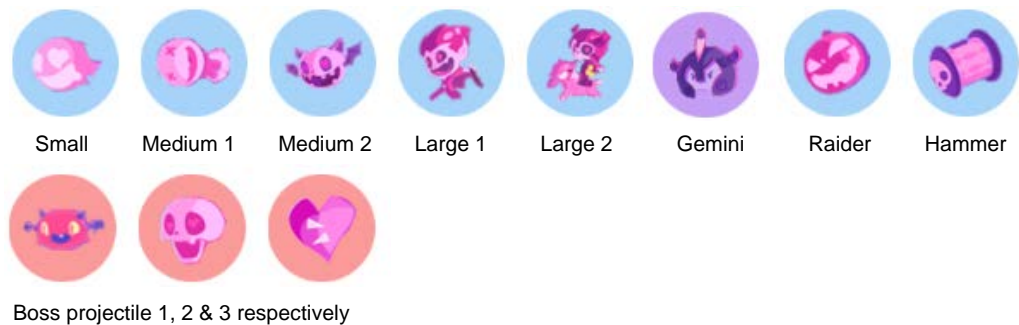 Small Medium 1 Medium 2 Large 1 Large 2 Gemini Raider Hammer
Boss projectile 1, 2 & 3 respectively